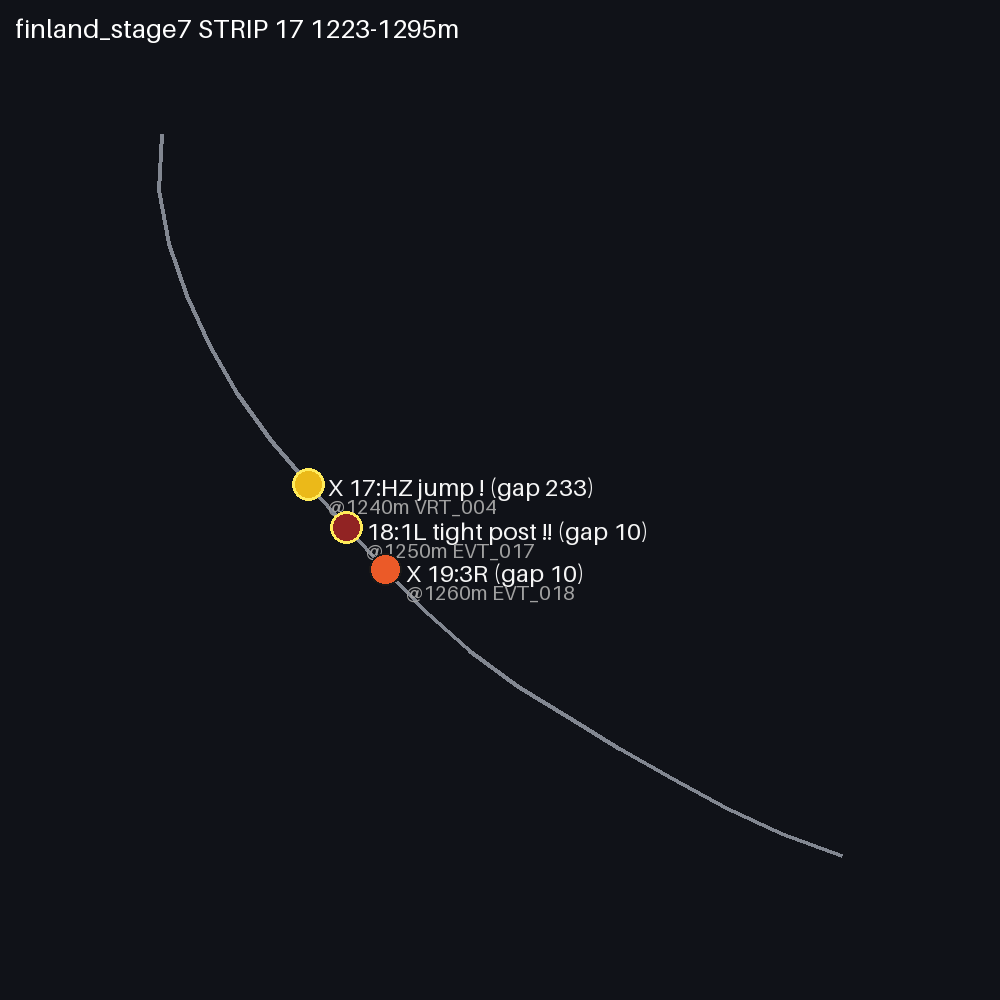 finland_stage7 STRIP 17 1223-1295m
X 17:HZ jump ! (gap 233)
@1240m VRT_004
18:1L tight post !! (gap 10)
@1250m EVT_017
X 19:3R (gap 10)
@1260m EVT_018